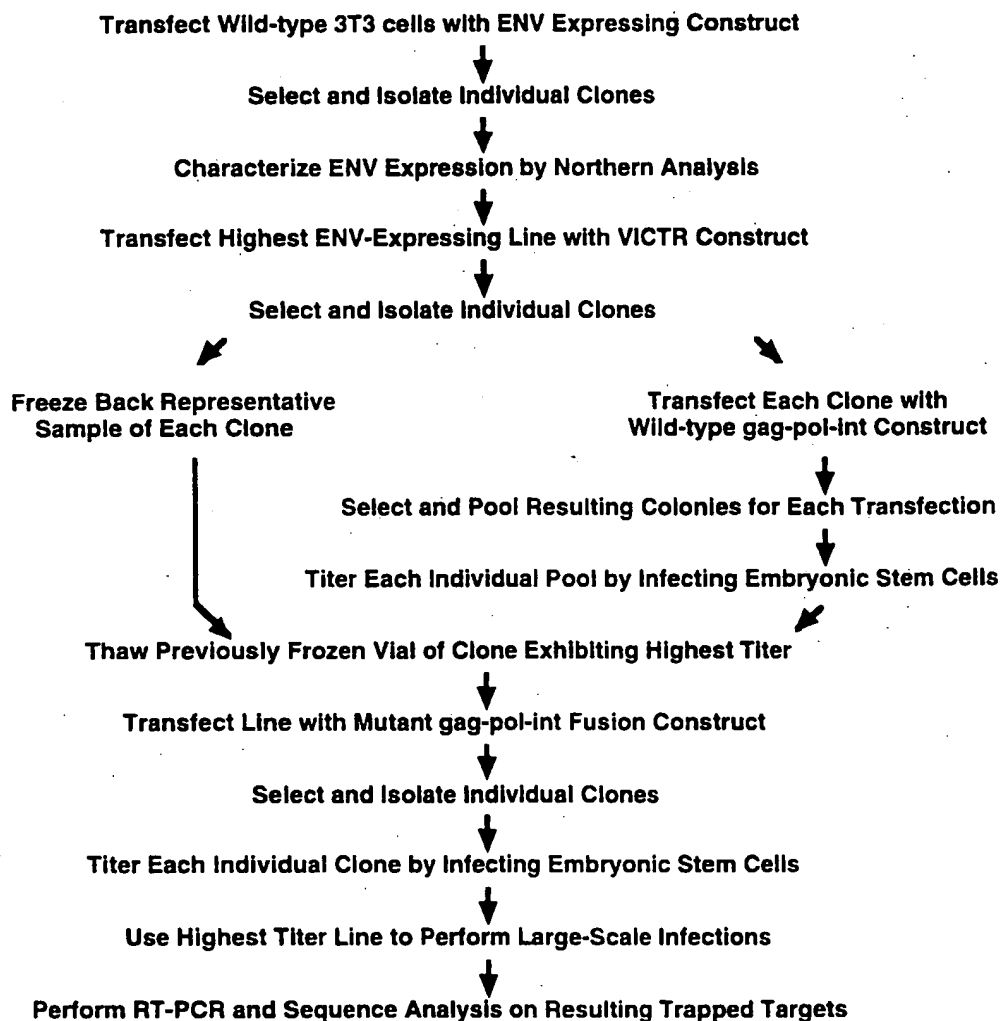 Transfect Wild-type 3T3 cells with ENV Expressing Construct
Select and Isolate Individual Clones
Characterize ENV Expression by Northern Analysis
Transfect Highest ENV-Expressing Line with VICTR Construct
Select and Isolate Individual Clones
Freeze Back Representative
Sample of Each Clone
Transfect Each Clone with
Wild-type gag-pol-int Construct
Select and Pool Resulting Colonies for Each Transfection
Titer Each Individual Pool by Infecting Embryonic Stem Cells
Thaw Previously Frozen Vial of Clone Exhibiting Highest Titer
Transfect Line with Mutant gag-pol-int Fusion Construct
Select and Isolate Individual Clones
Titer Each Individual Clone by Infecting Embryonic Stem Cells
Use Highest Titer Line to Perform Large-Scale Infections
Perform RT-PCR and Sequence Analysis on Resulting Trapped Targets